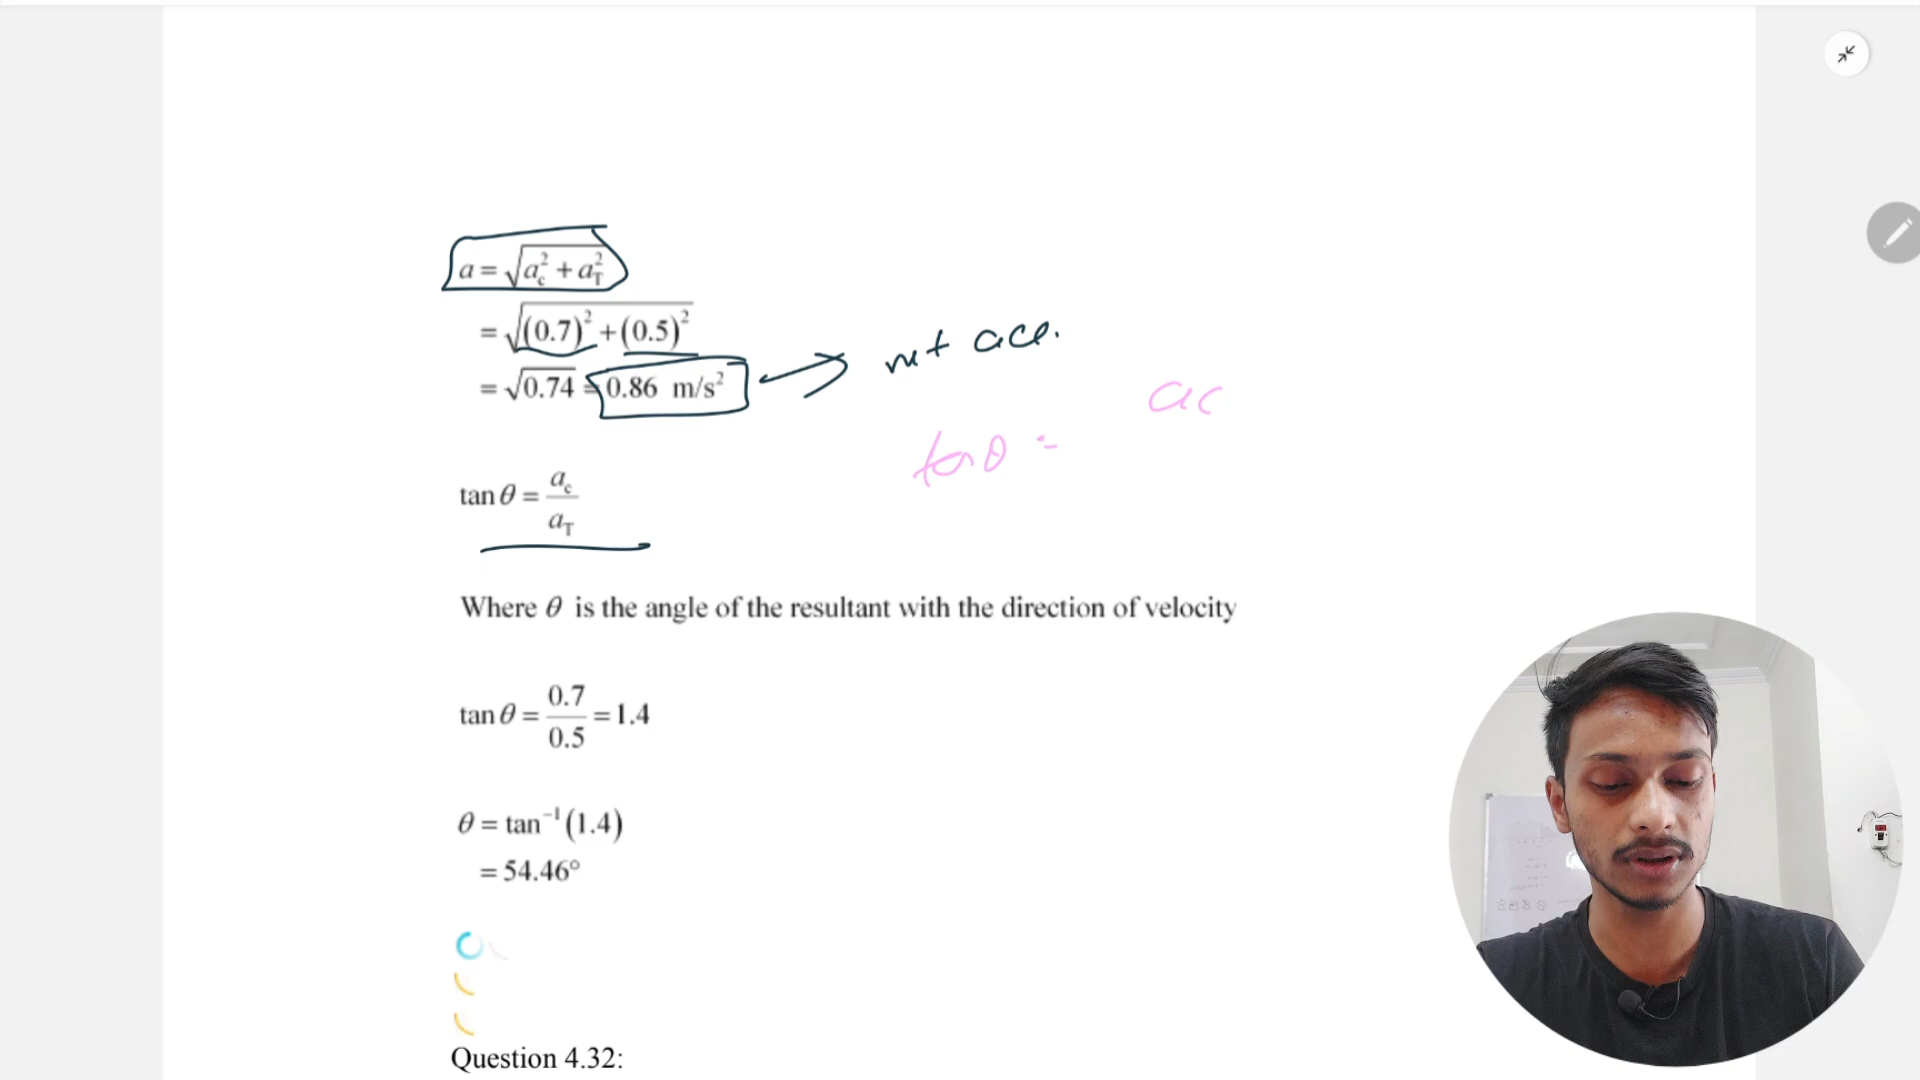 a = √(a_c² + a_T²)
= √((0.7)² + (0.5)²)
= √0.74 = 0.86 m/s² → net acc.
ac
tanθ =
tan θ = a_c / a_T
Where θ is the angle of the resultant with the direction of velocity
tan θ = 0.7 / 0.5 = 1.4
θ = tan⁻¹(1.4)
= 54.46°
Question 4.32: